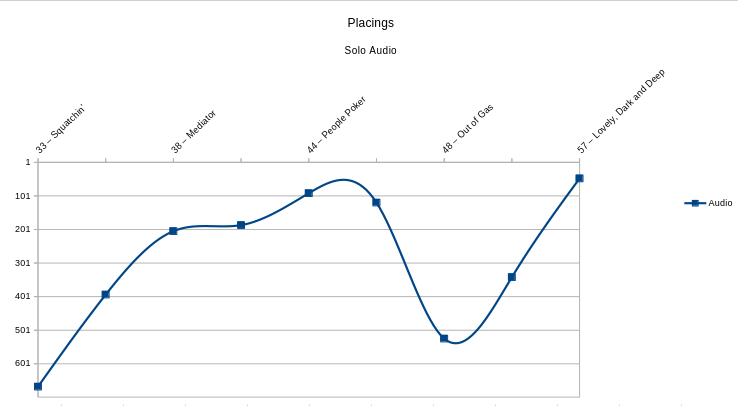 Placings
Solo Audio
33 – Squatchin'
38 – Mediator
44 – People Poker
48 – Out of Gas
57 – Lovely, Dark and Deep
1
101
201
301
401
501
601
Audio